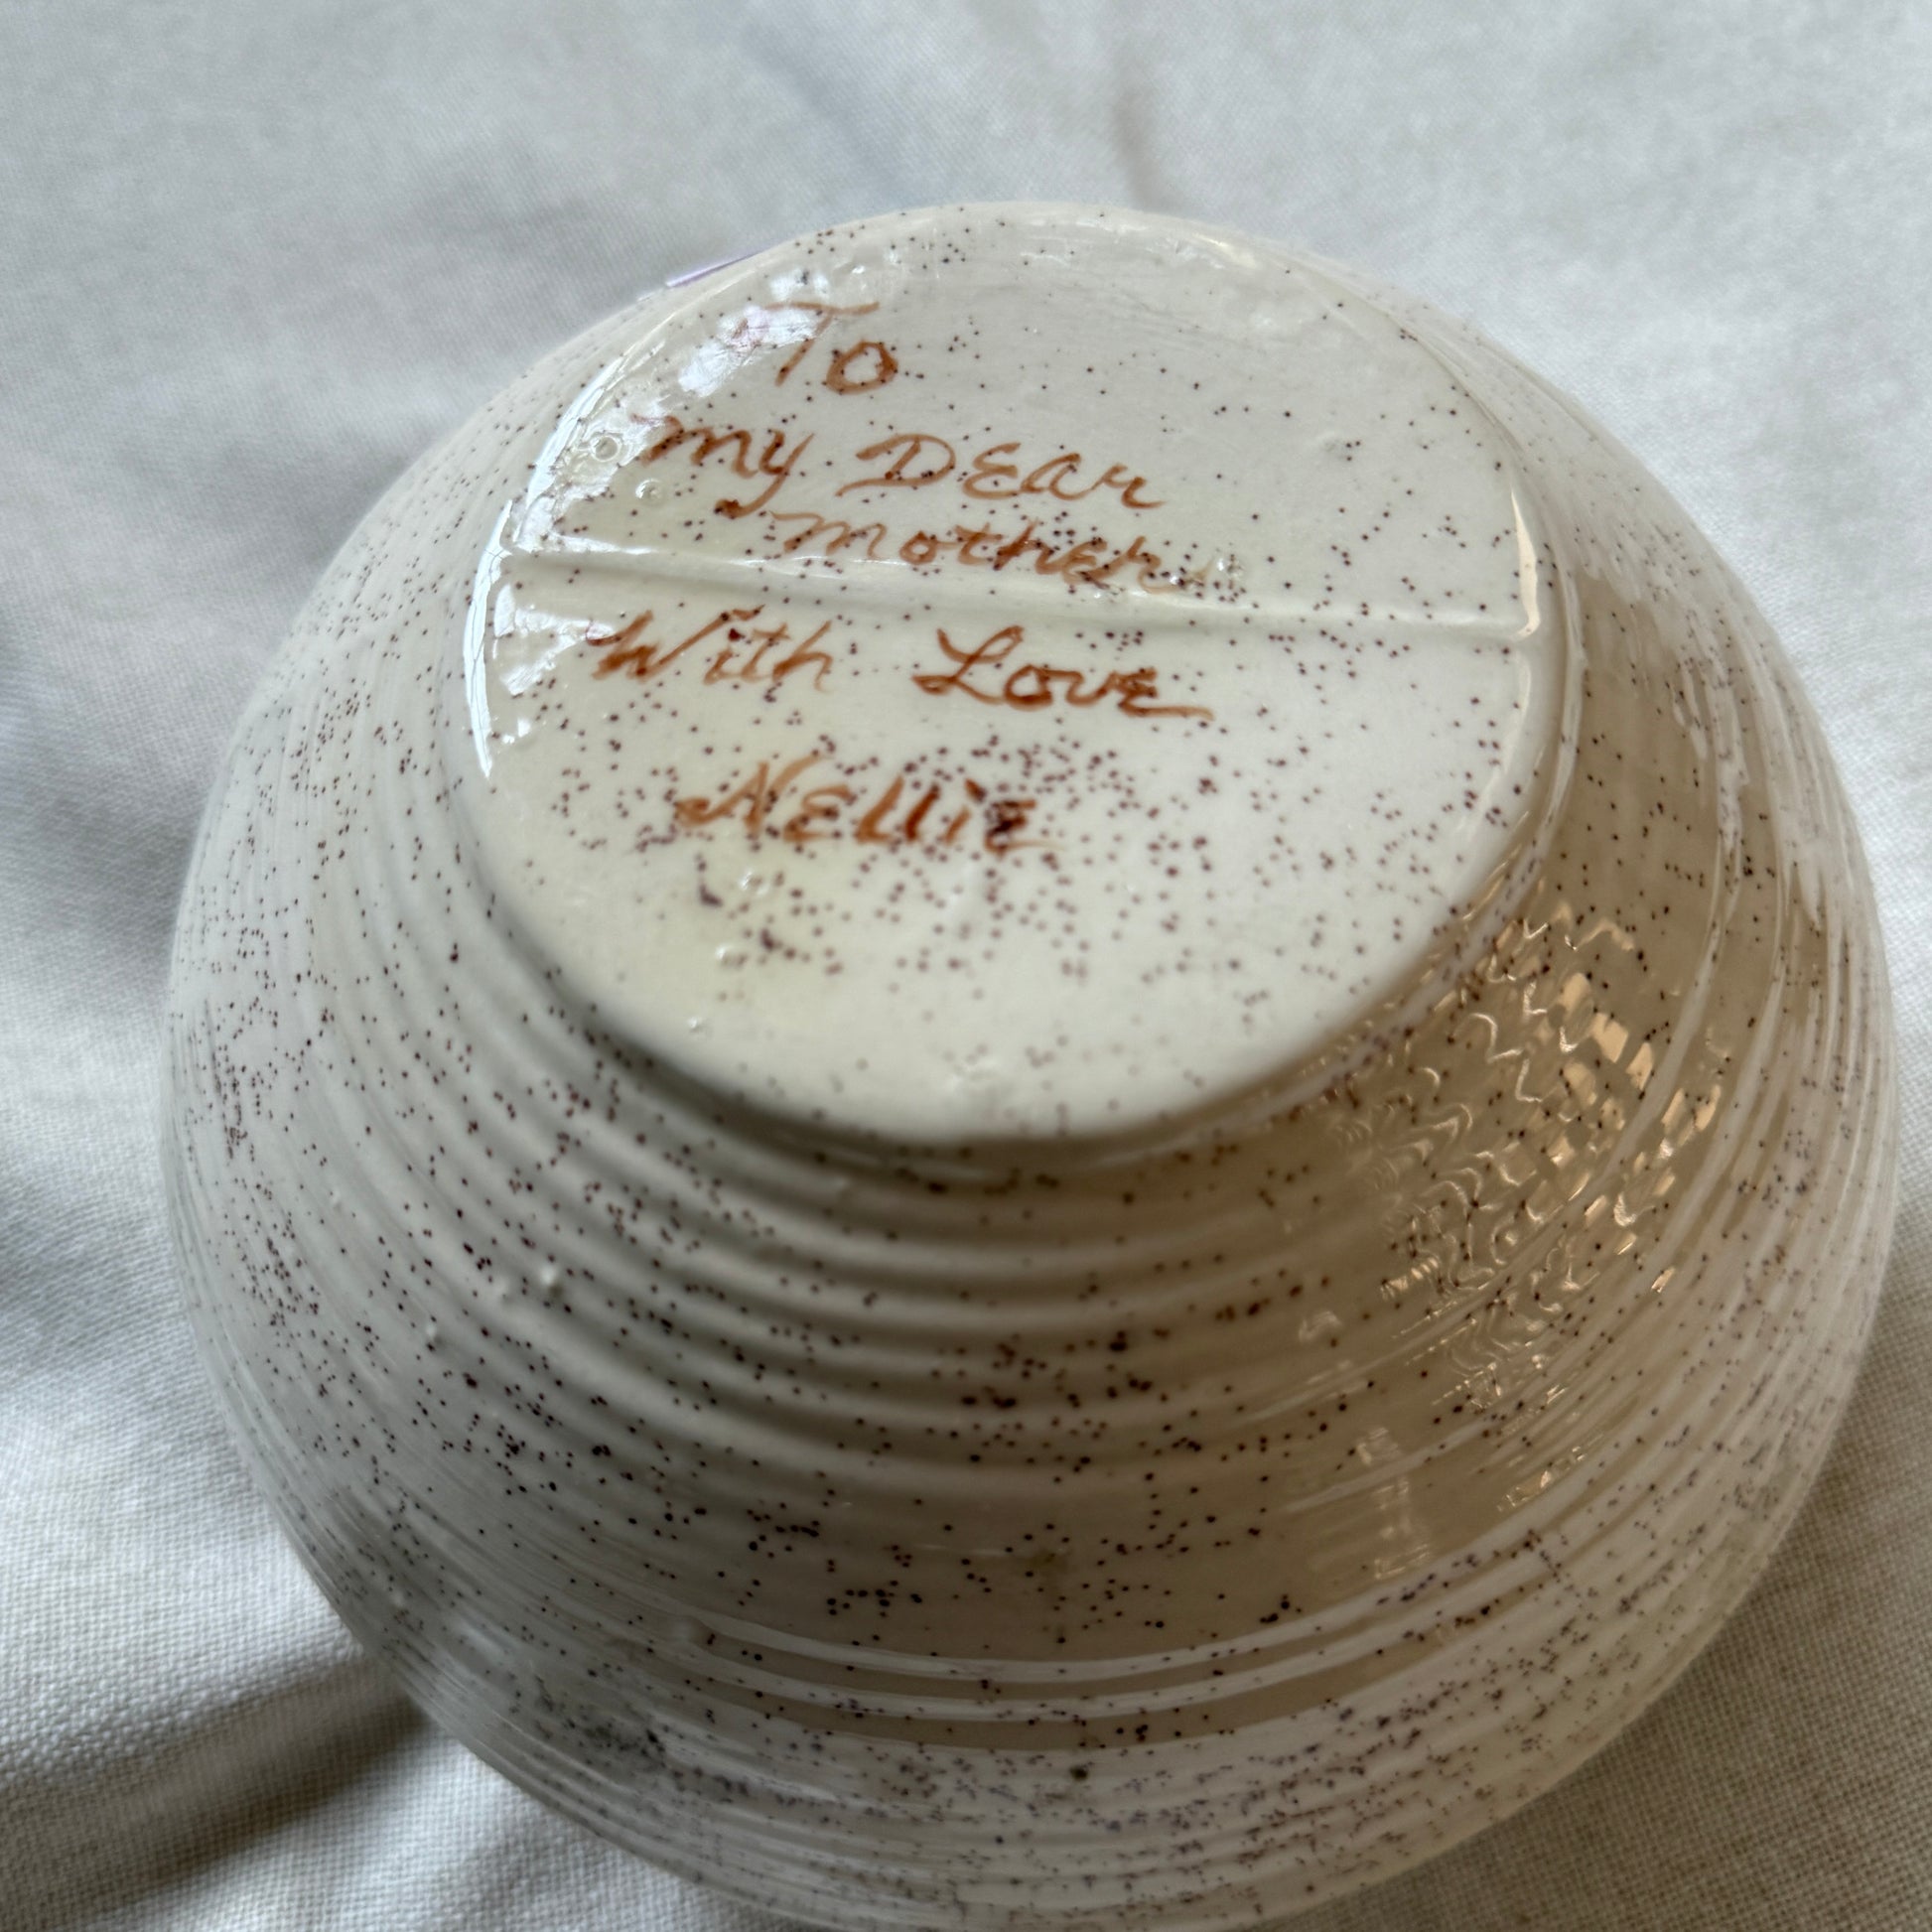 To
my DEar
mother
With Love
NElliE